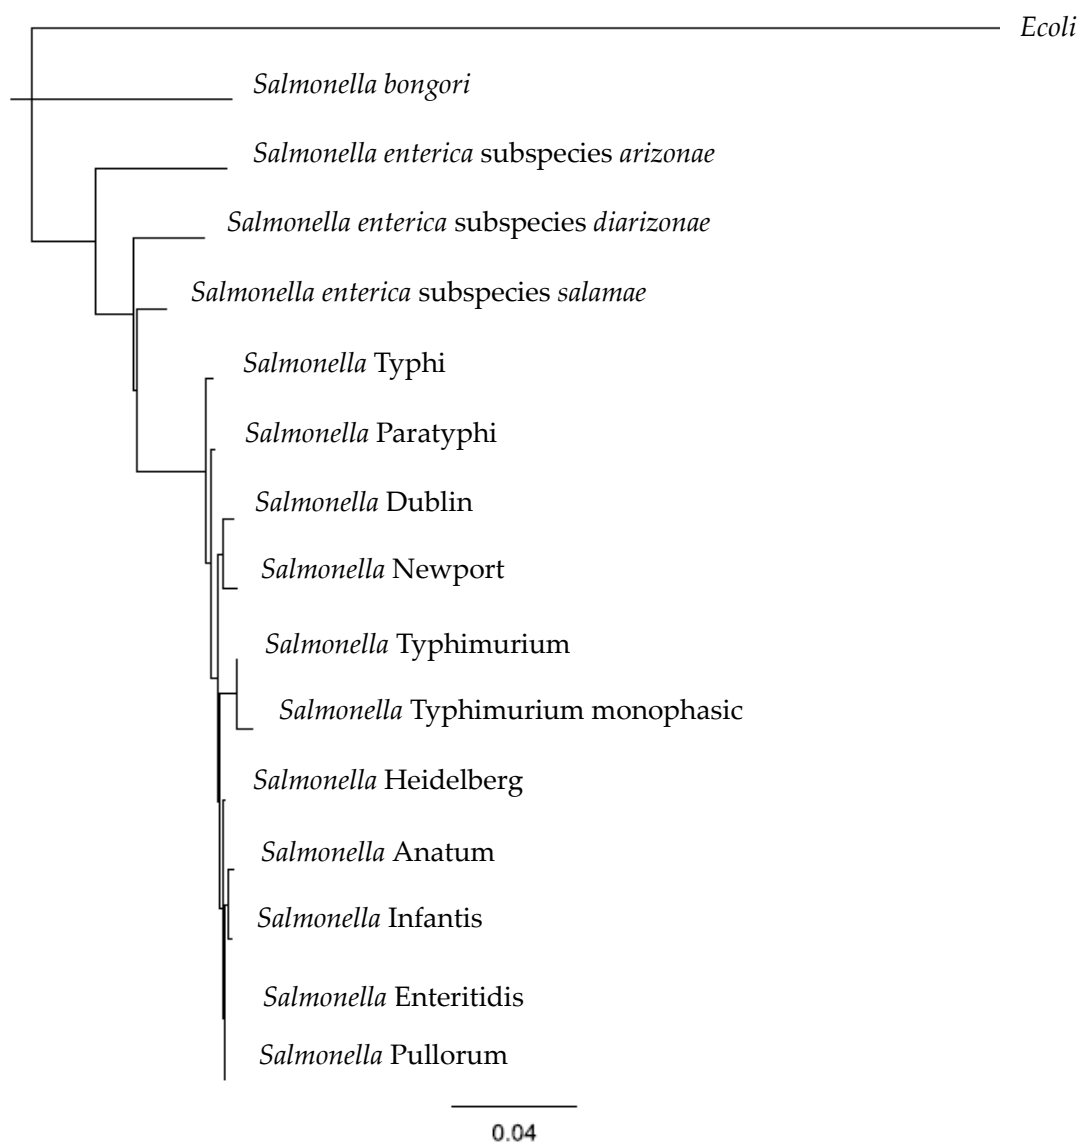 Ecoli
Salmonella bongori
Salmonella enterica subspecies arizonae
Salmonella enterica subspecies diarizonae
Salmonella enterica subspecies salamae
Salmonella Typhi
Salmonella Paratyphi
Salmonella Dublin
Salmonella Newport
Salmonella Typhimurium
Salmonella Typhimurium monophasic
Salmonella Heidelberg
Salmonella Anatum
Salmonella Infantis
Salmonella Enteritidis
Salmonella Pullorum
0.04